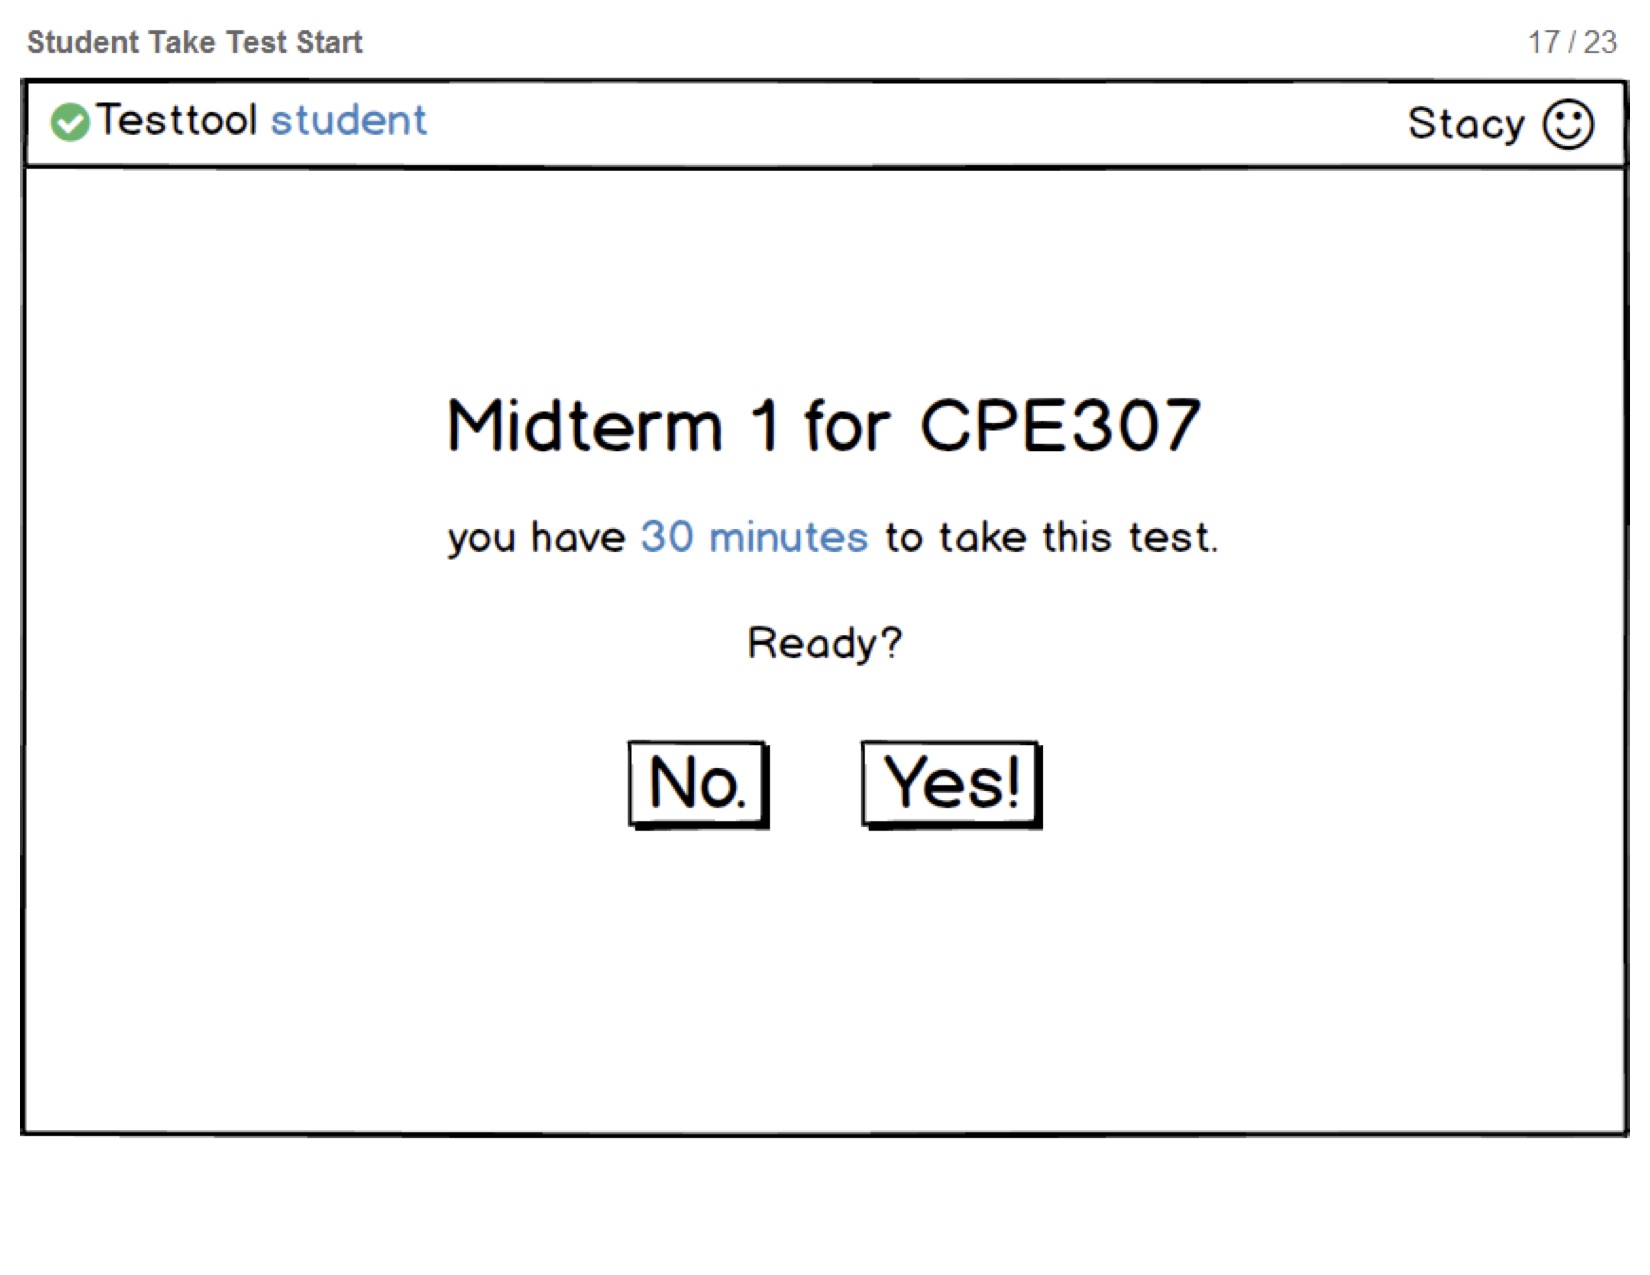 Student Take Test Start 17 / 23
Testtool student Stacy
Midterm 1 for CPE307
you have 30 minutes to take this test.
Ready?
No. Yes!